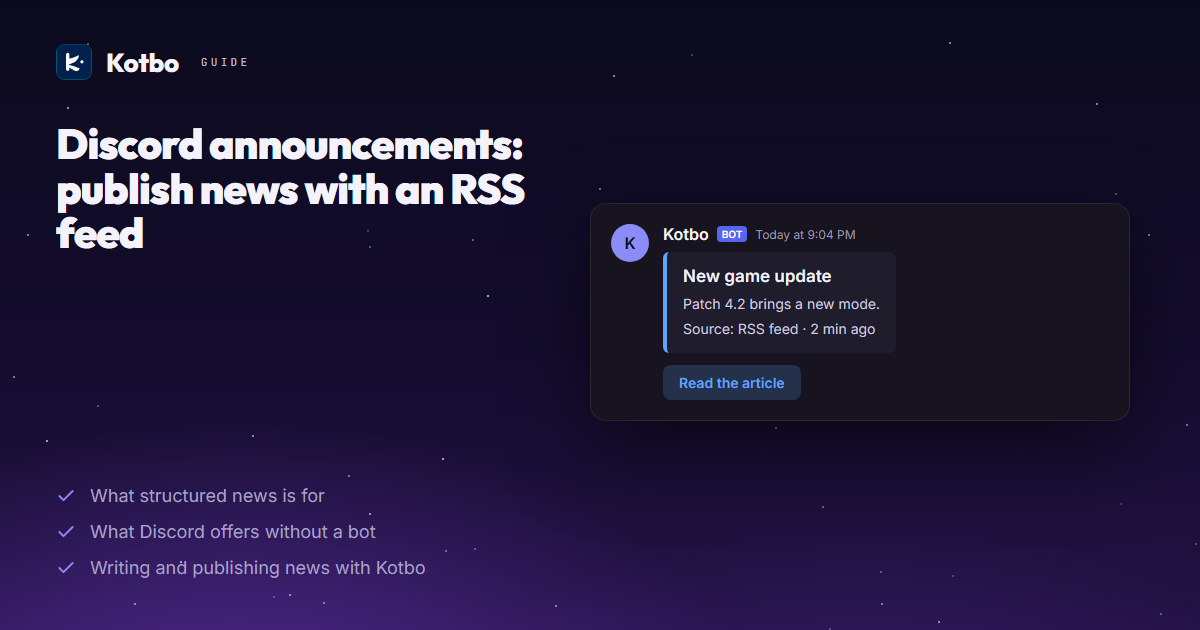 Kotbo GUIDE
Discord announcements:
publish news with an RSS
feed
K
Kotbo BOT Today at 9:04 PM
New game update
Patch 4.2 brings a new mode.
Source: RSS feed · 2 min ago
Read the article
What structured news is for
What Discord offers without a bot
Writing and publishing news with Kotbo